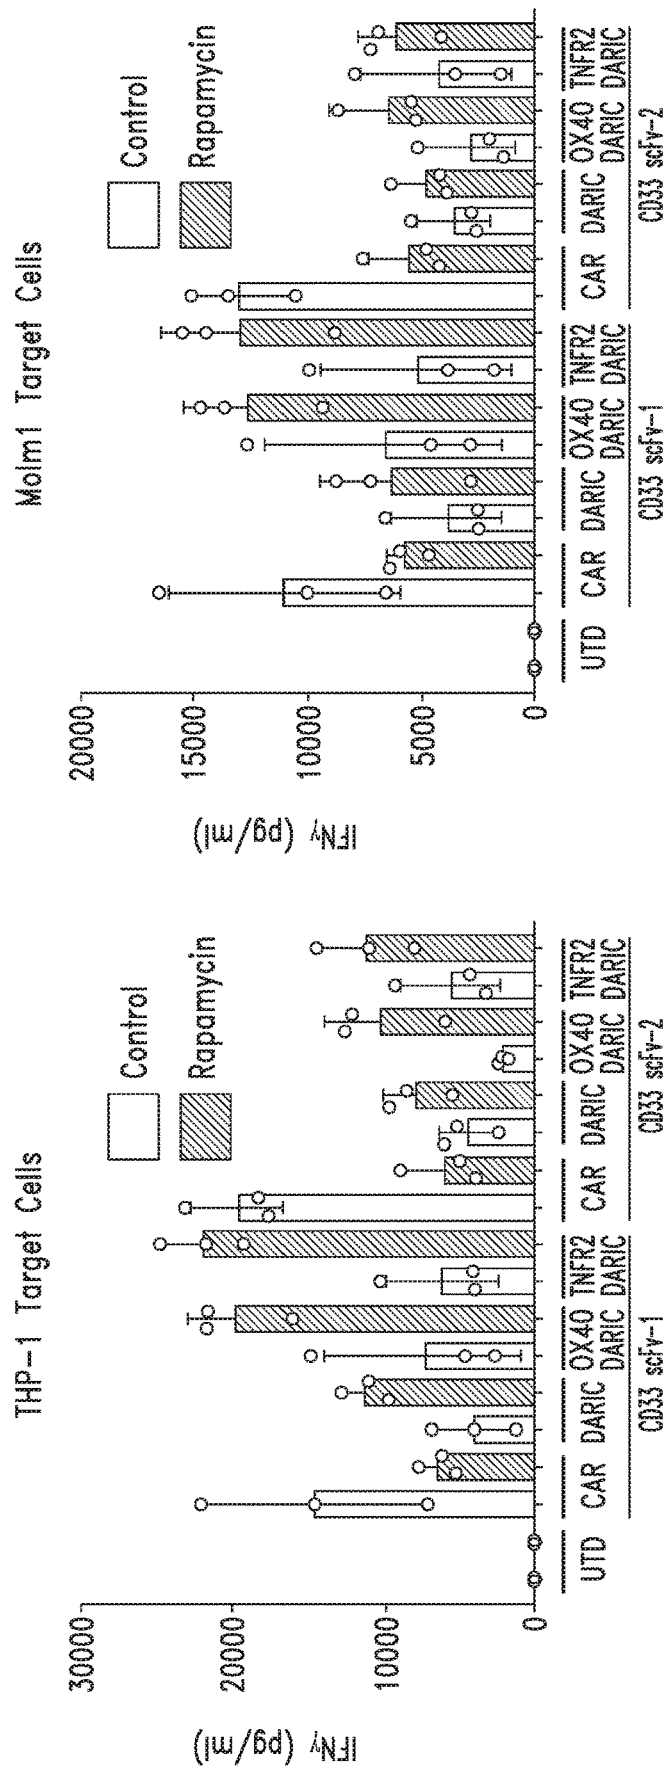 THP-1 Target Cells
Control
Rapamycin
IFNγ (pg/ml)
30000
20000
10000
0
UTD
CAR
DARIC
OX40 DARIC
TNFR2 DARIC
CAR
DARIC
OX40 DARIC
TNFR2 DARIC
CD33 scFv-1
CD33 scFv-2
Molm1 Target Cells
Control
Rapamycin
IFNγ (pg/ml)
20000
15000
10000
5000
0
UTD
CAR
DARIC
OX40 DARIC
TNFR2 DARIC
CAR
DARIC
OX40 DARIC
TNFR2 DARIC
CD33 scFv-1
CD33 scFv-2